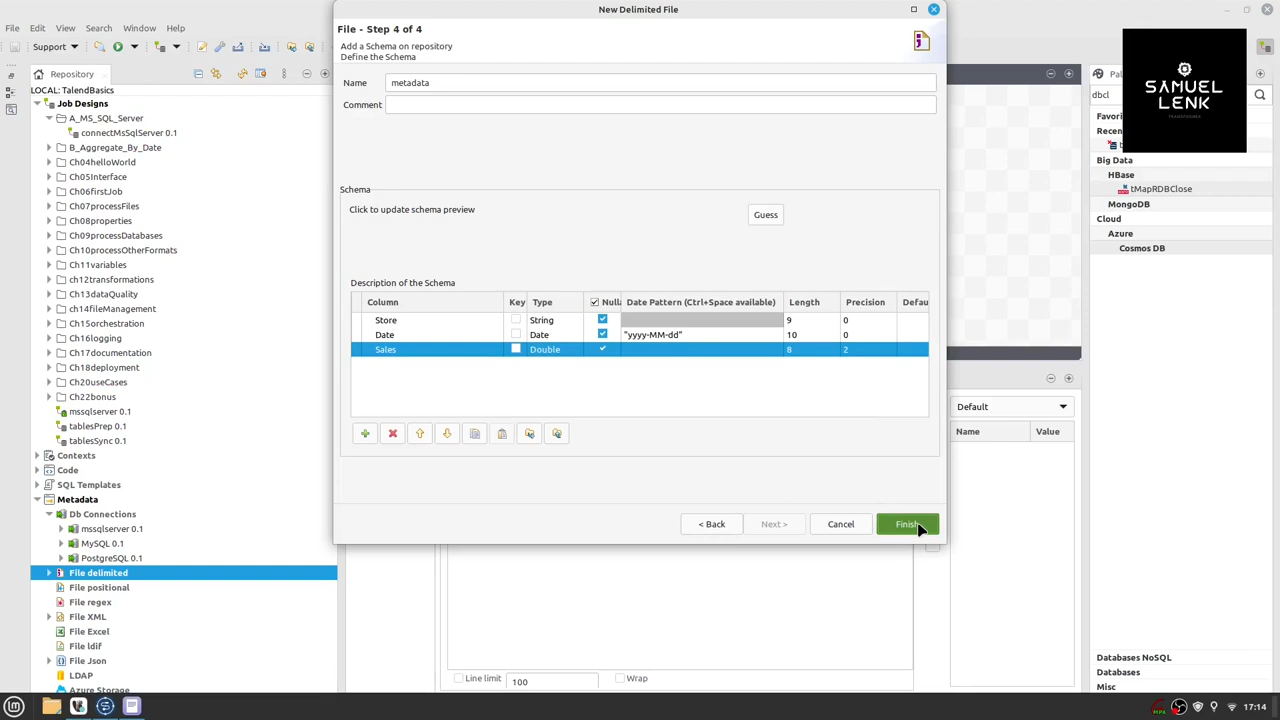 New Delimited File
File - Step 4 of 4
Add a Schema on repository
Define the Schema
Name metadata
Comment
Schema
Click to update schema preview
Guess
Description of the Schema
Column Key Type Nulla Date Pattern (Ctrl+Space available) Length Precision Defau
Store String 9 0
Date Date "yyyy-MM-dd" 10 0
Sales Double 8 2
< Back Next > Cancel Finish
File Edit View Search Window Help
Support
Repository
LOCAL: TalendBasics
Job Designs
A_MS_SQL_Server
connectMsSqlServer 0.1
B_Aggregate_By_Date
Ch04helloWorld
Ch05Interface
Ch06firstJob
Ch07processFiles
Ch08properties
Ch09processDatabases
Ch10processOtherFormats
Ch11variables
ch12transformations
Ch13dataQuality
Ch14fileManagement
Ch15orchestration
Ch16logging
Ch17documentation
Ch18deployement
Ch20useCases
Ch22bonus
mssqlserver 0.1
tablesPrep 0.1
tablesSync 0.1
Contexts
Code
SQL Templates
Metadata
Db Connections
mssqlserver 0.1
MySQL 0.1
PostgreSQL 0.1
File delimited
File positional
File regex
File XML
File Excel
File ldif
File Json
LDAP
Azure Storage
Line limit 100 Wrap
Default
Name Value
Pal
dbcl
Favori
Recen
Big Data
HBase
tMapRDBClose
MongoDB
Cloud
Azure
Cosmos DB
Databases NoSQL
Databases
Misc
SAMUEL
LENK
17:14